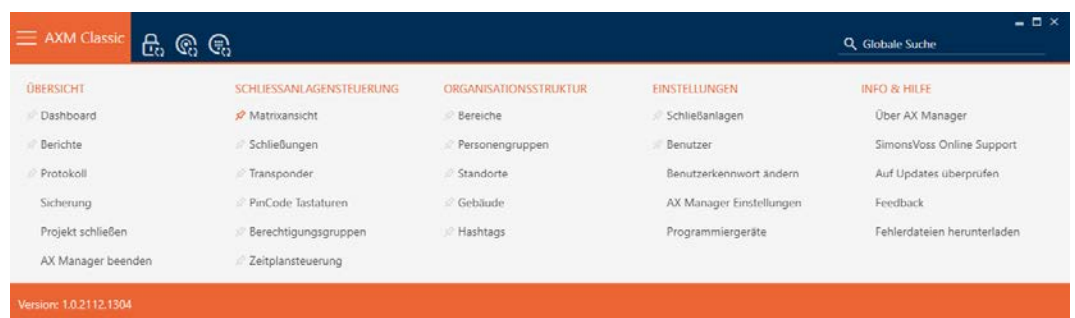 AXM Classic
Globale Suche
ÜBERSICHT
Dashboard
Berichte
Protokoll
Sicherung
Projekt schließen
AX Manager beenden
SCHLIESSANLAGENSTEUERUNG
Matrixansicht
Schließungen
Transponder
PinCode Tastaturen
Berechtigungsgruppen
Zeitplansteuerung
ORGANISATIONSSTRUKTUR
Bereiche
Personengruppen
Standorte
Gebäude
Hashtags
EINSTELLUNGEN
Schließanlagen
Benutzer
Benutzerkennwort ändern
AX Manager Einstellungen
Programmiergeräte
INFO & HILFE
Über AX Manager
SimonsVoss Online Support
Auf Updates überprüfen
Feedback
Fehlerdateien herunterladen
Version: 1.0.2112.1304